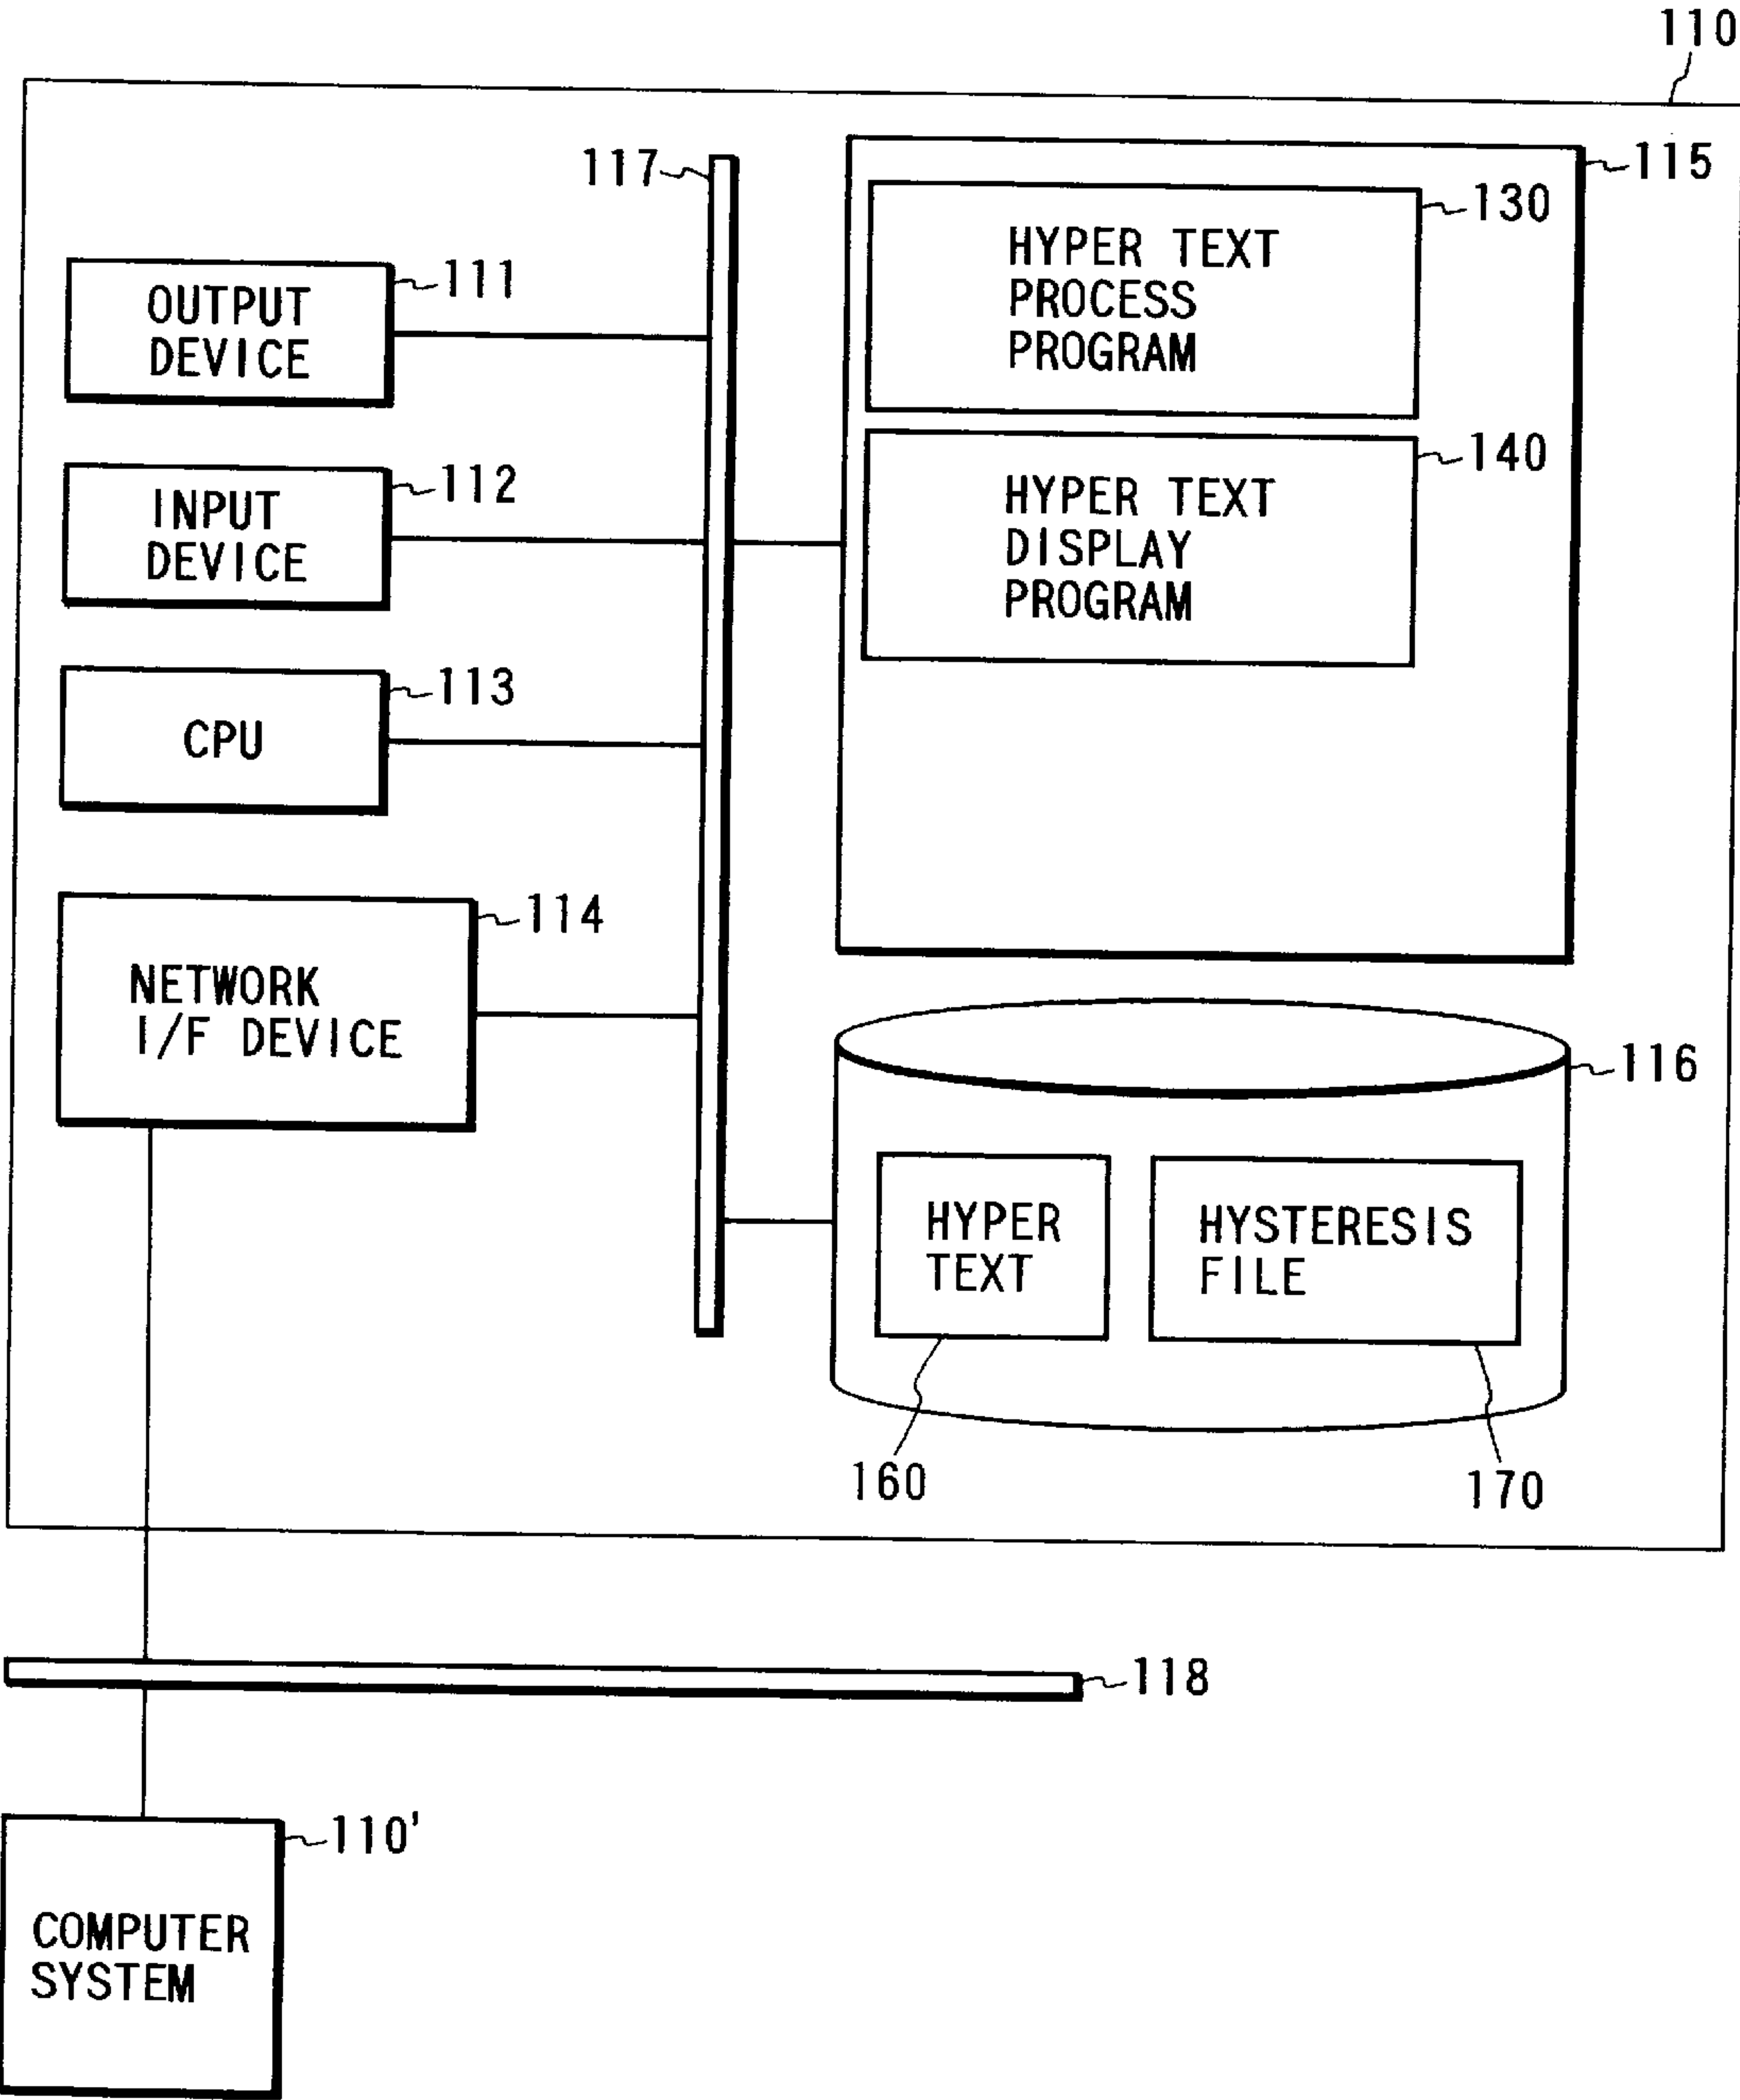 110
117
115
130
HYPER TEXT
PROCESS
PROGRAM
111
OUTPUT
DEVICE
140
HYPER TEXT
DISPLAY
PROGRAM
112
INPUT
DEVICE
113
CPU
114
NETWORK
I/F DEVICE
116
HYPER
TEXT
HYSTERESIS
FILE
160
170
118
110'
COMPUTER
SYSTEM